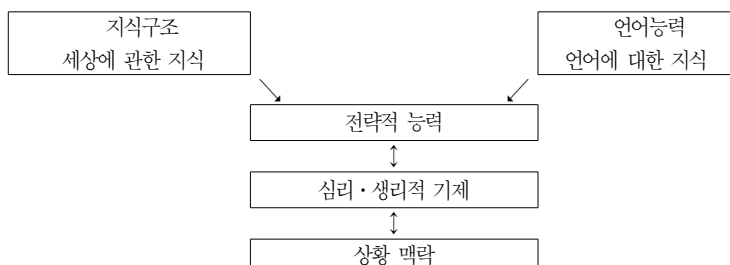 지식구조
세상에 관한 지식
언어능력
언어에 대한 지식
전략적 능력
심리・생리적 기제
상황 맥락